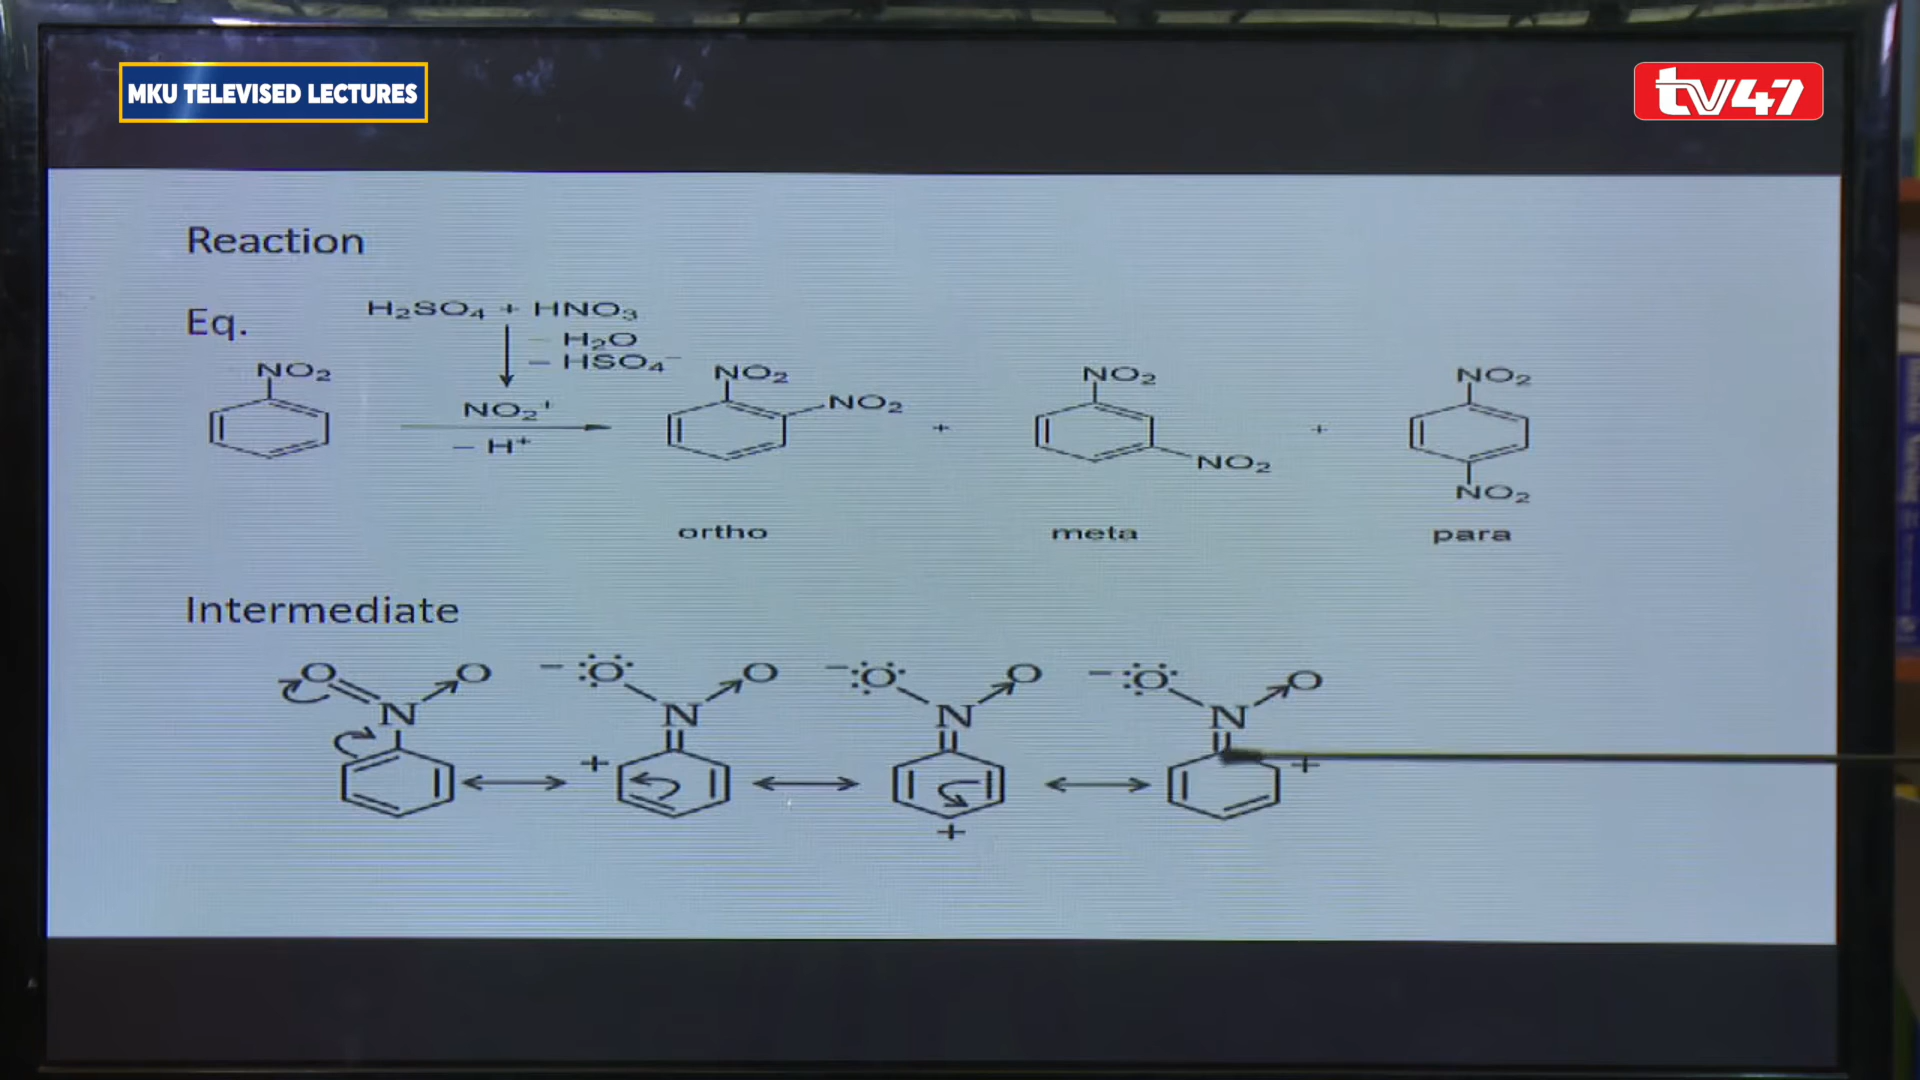 MKU TELEVISED LECTURES
tv47
Reaction
Eq.
H₂SO₄ + HNO₃
− H₂O
− HSO₄⁻
NO₂
NO₂⁺
− H⁺
NO₂
NO₂
+
NO₂
NO₂
+
NO₂
NO₂
ortho
meta
para
Intermediate
O O
N
− :Ö: O
N
+
− :Ö: O
N
+
− :Ö: O
N
+